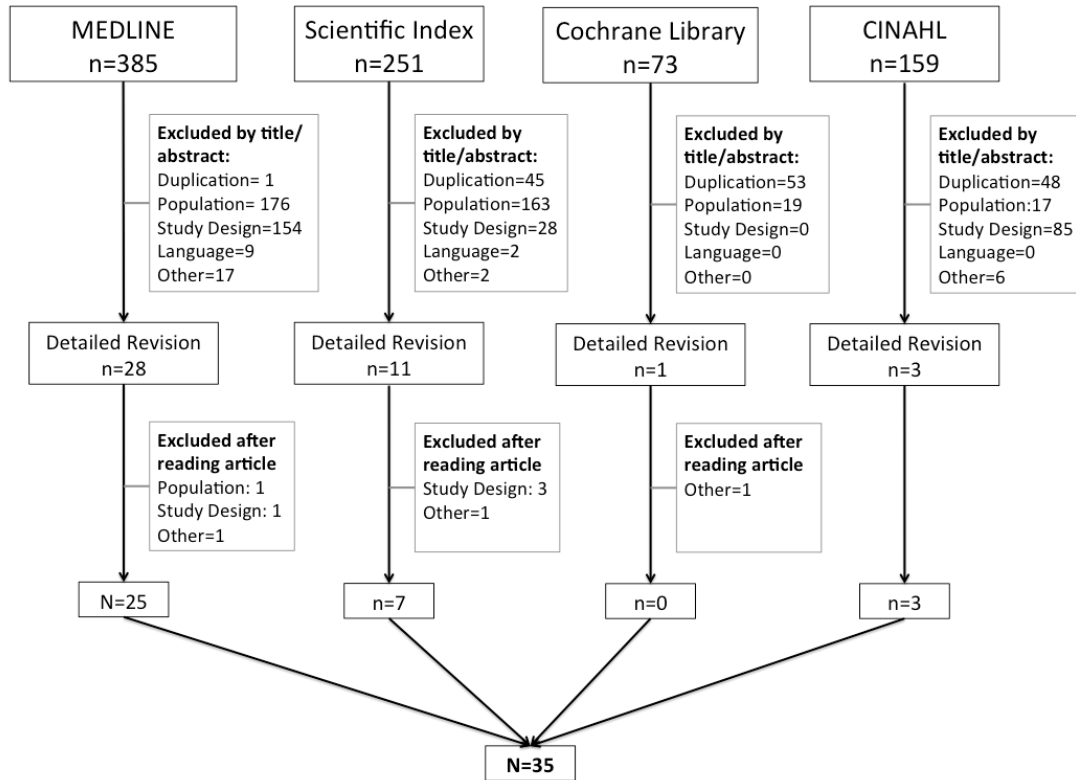 MEDLINE
n=385
Scientific Index
n=251
Cochrane Library
n=73
CINAHL
n=159
Excluded by title/
abstract:
Duplication= 1
Population= 176
Study Design=154
Language=9
Other=17
Excluded by
title/abstract:
Duplication=45
Population=163
Study Design=28
Language=2
Other=2
Excluded by
title/abstract:
Duplication=53
Population=19
Study Design=0
Language=0
Other=0
Excluded by
title/abstract:
Duplication=48
Population:17
Study Design=85
Language=0
Other=6
Detailed Revision
n=28
Detailed Revision
n=11
Detailed Revision
n=1
Detailed Revision
n=3
Excluded after
reading article
Population: 1
Study Design: 1
Other=1
Excluded after
reading article
Study Design: 3
Other=1
Excluded after
reading article
Other=1
N=25
n=7
n=0
n=3
N=35